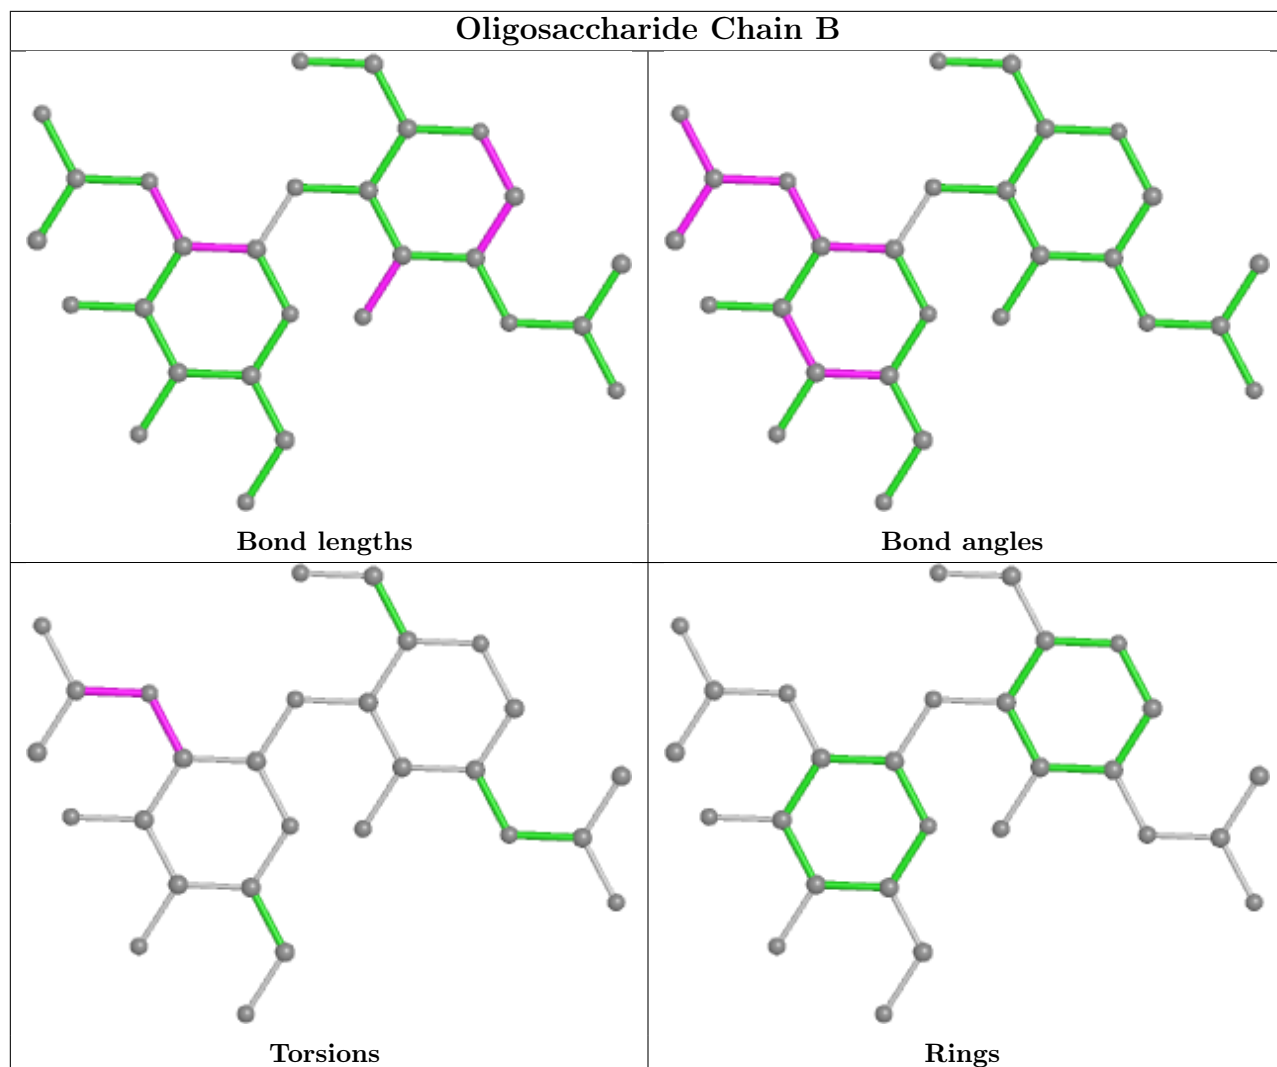 Oligosaccharide Chain B
Bond lengths
Bond angles
Torsions
Rings